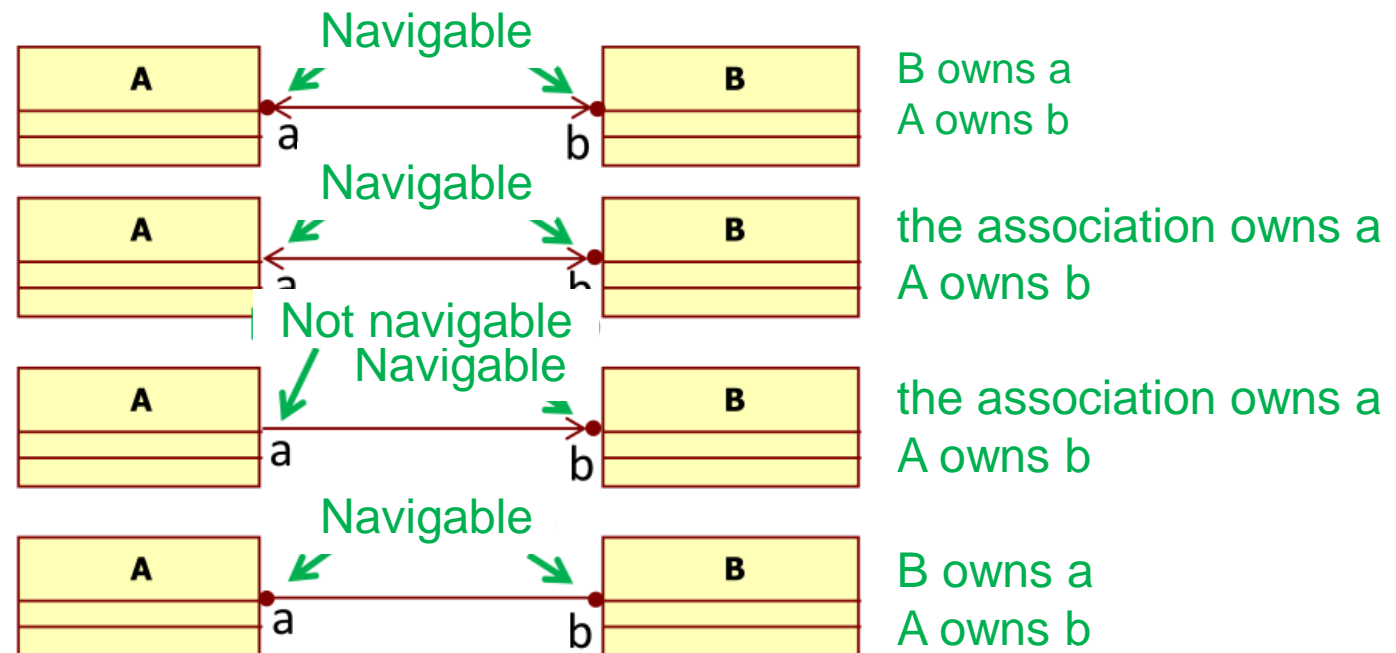 Navigable
A B B owns a
A owns b
a b
Navigable
A B the association owns a
A owns b
a b
Not navigable
Navigable
A B the association owns a
A owns b
a b
Navigable
A B B owns a
A owns b
a b